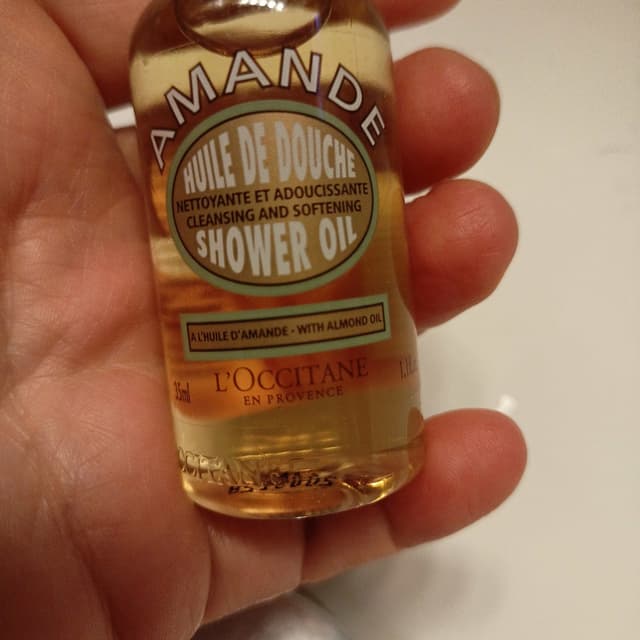 AMANDE
HUILE DE DOUCHE
NETTOYANTE ET ADOUCISSANTE
CLEANSING AND SOFTENING
SHOWER OIL
A L'HUILE D'AMANDE - WITH ALMOND OIL
35ml
L'OCCITANE
EN PROVENCE